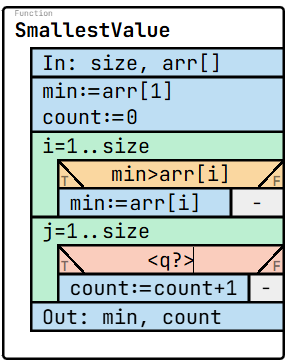 Function
SmallestValue
In: size, arr[]
min:=arr[1]
count:=0
i=1..size
T min>arr[i] F
min:=arr[i] -
j=1..size
T <q?> F
count:=count+1 -
Out: min, count